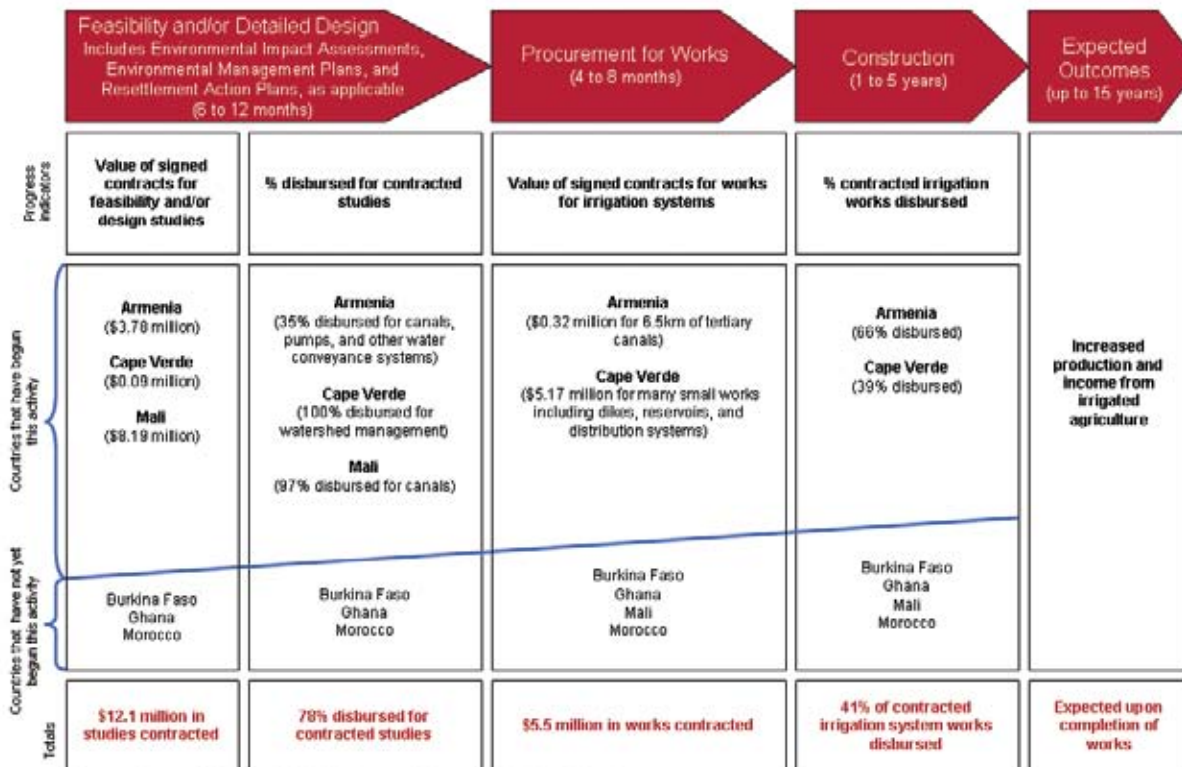 Feasibility and/or Detailed Design
Includes Environmental Impact Assessments,
Environmental Management Plans, and
Resettlement Action Plans, as applicable
(6 to 12 months)
Procurement for Works
(4 to 8 months)
Construction
(1 to 5 years)
Expected
Outcomes
(up to 15 years)
Progress
indicators
Value of signed
contracts for
feasibility and/or
design studies
% disbursed for contracted
studies
Value of signed contracts for works
for irrigation systems
% contracted irrigation
works disbursed
Countries that have begun
this activity
Armenia
($3.78 million)
Cape Verde
($0.09 million)
Mali
($8.19 million)
Armenia
(35% disbursed for canals,
pumps, and other water
conveyance systems)
Cape Verde
(100% disbursed for
watershed management)
Mali
(97% disbursed for canals)
Armenia
($0.32 million for 6.5km of tertiary
canals)
Cape Verde
($5.17 million for many small works
including dikes, reservoirs, and
distribution systems)
Armenia
(66% disbursed)
Cape Verde
(39% disbursed)
Increased
production and
income from
irrigated
agriculture
Countries that have not yet
begun this activity
Burkina Faso
Ghana
Morocco
Burkina Faso
Ghana
Morocco
Burkina Faso
Ghana
Mali
Morocco
Burkina Faso
Ghana
Mali
Morocco
Totals
$12.1 million in
studies contracted
78% disbursed for
contracted studies
$5.5 million in works contracted
41% of contracted
irrigation system works
disbursed
Expected upon
completion of
works